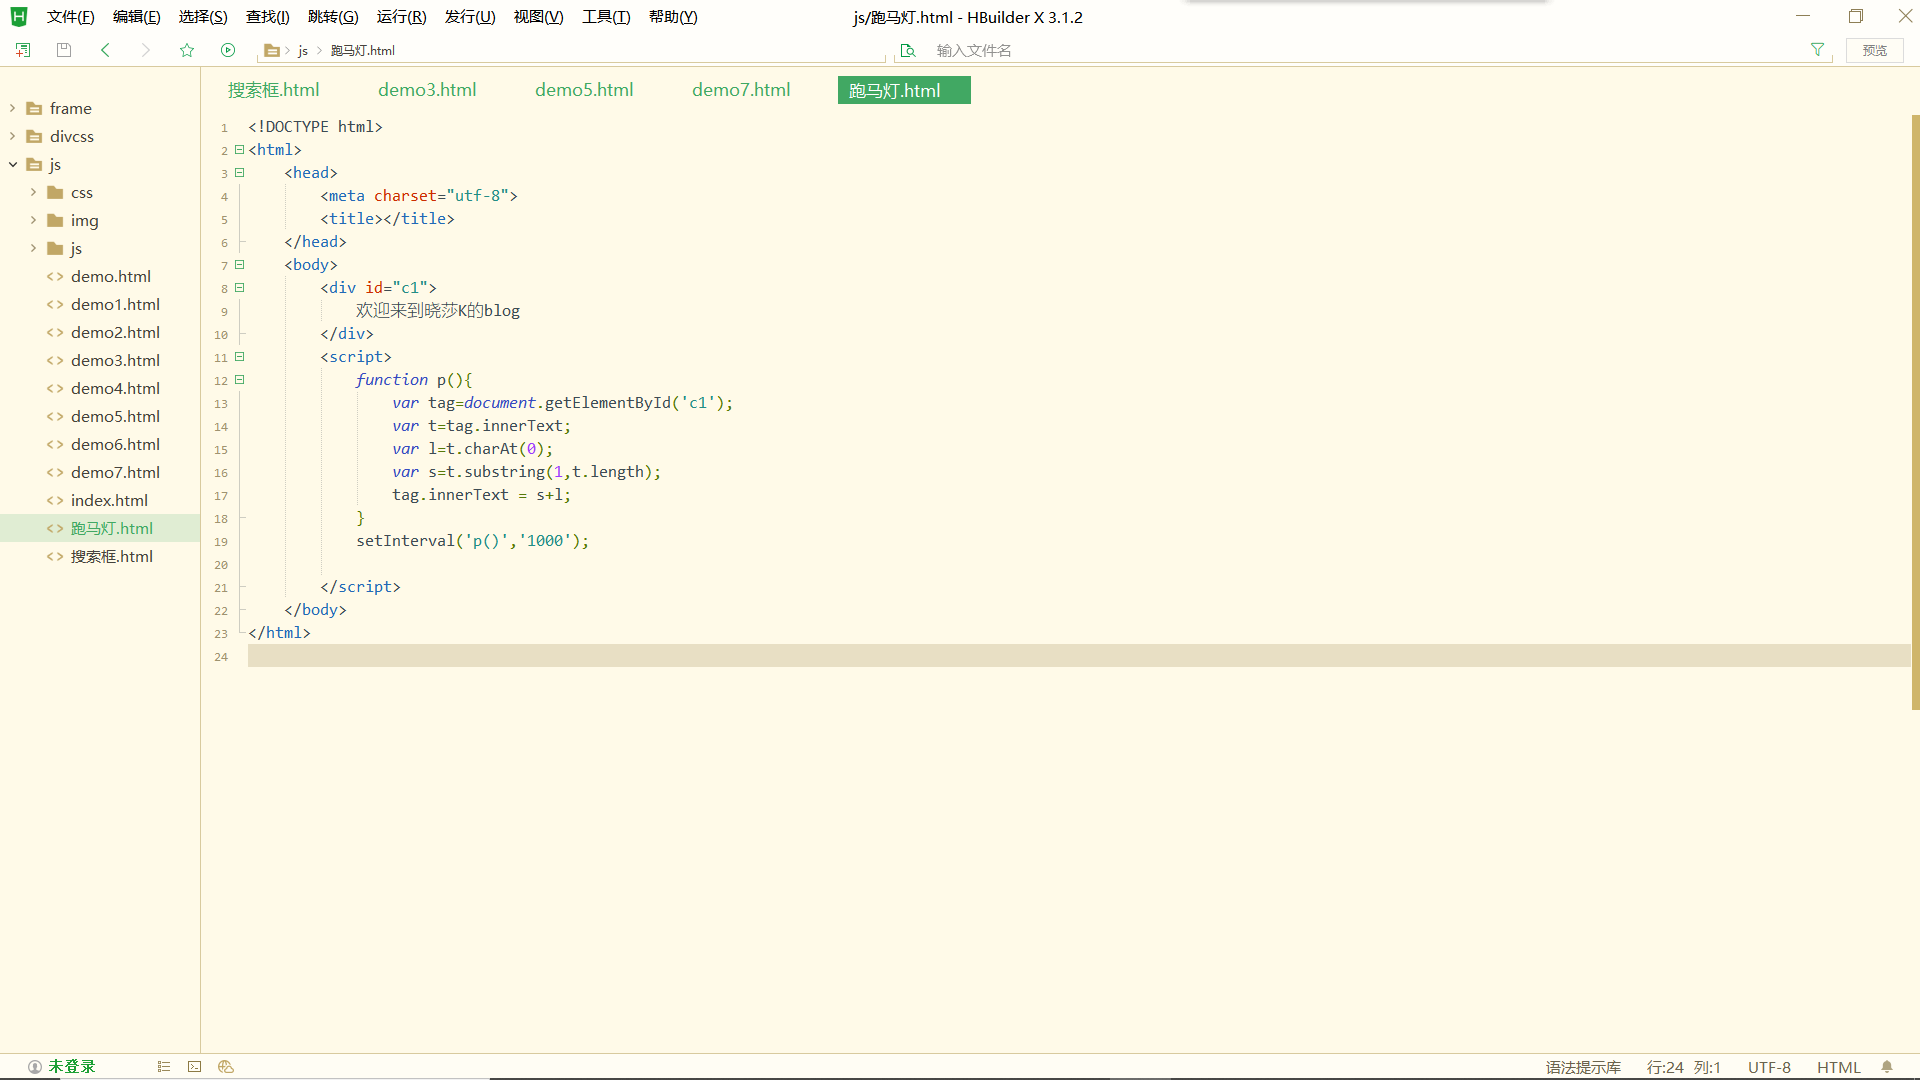 文件(F) 编辑(E) 选择(S) 查找(I) 跳转(G) 运行(R) 发行(U) 视图(V) 工具(T) 帮助(Y) js/跑马灯.html - HBuilder X 3.1.2
js 跑马灯.html 输入文件名 预览
搜索框.html demo3.html demo5.html demo7.html 跑马灯.html
frame
divcss
js
css
img
js
demo.html
demo1.html
demo2.html
demo3.html
demo4.html
demo5.html
demo6.html
demo7.html
index.html
跑马灯.html
搜索框.html
1 <!DOCTYPE html>
2 <html>
3 <head>
4 <meta charset="utf-8">
5 <title></title>
6 </head>
7 <body>
8 <div id="c1">
9 欢迎来到晓莎K的blog
10 </div>
11 <script>
12 function p(){
13 var tag=document.getElementById('c1');
14 var t=tag.innerText;
15 var l=t.charAt(0);
16 var s=t.substring(1,t.length);
17 tag.innerText = s+l;
18 }
19 setInterval('p()','1000');
20
21 </script>
22 </body>
23 </html>
24
未登录 语法提示库 行:24 列:1 UTF-8 HTML